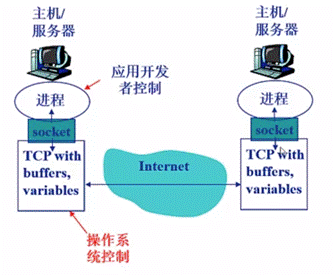 主机/
服务器
主机/
服务器
应用开发
者控制
进程
进程
socket
socket
TCP with
buffers,
variables
Internet
TCP with
buffers,
variables
操作系
统控制